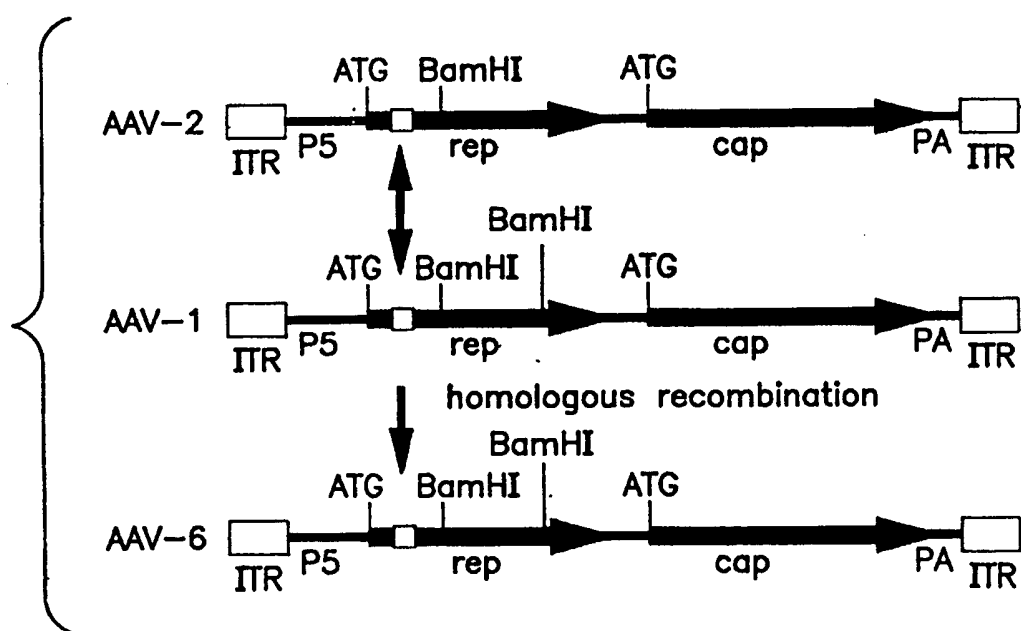 ATG BamHI ATG
AAV-2
ITR P5 rep cap PA ITR
BamHI
ATG BamHI ATG
AAV-1
ITR P5 rep cap PA ITR
homologous recombination
BamHI
ATG BamHI ATG
AAV-6
ITR P5 rep cap PA ITR